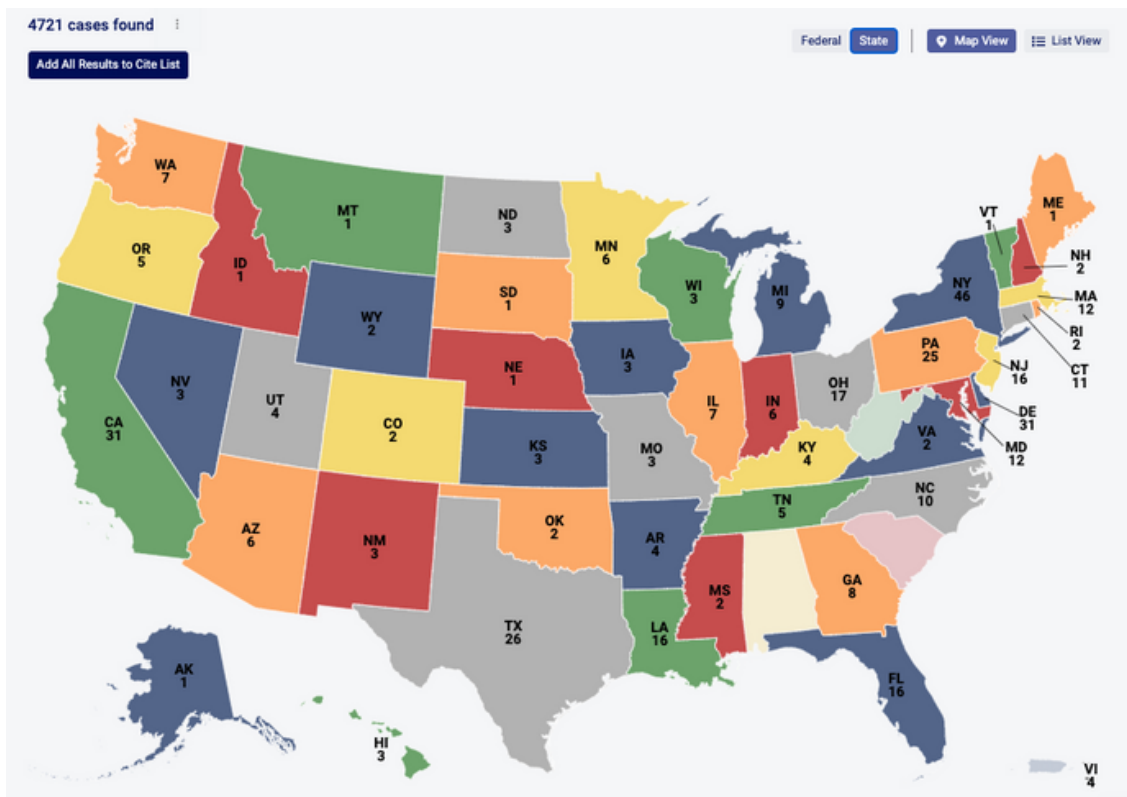 4721 cases found
Add All Results to Cite List
Federal
State
Map View
List View
WA
7
OR
5
CA
31
NV
3
ID
1
MT
1
WY
2
UT
4
CO
2
AZ
6
NM
3
ND
3
SD
1
NE
1
KS
3
OK
2
TX
26
MN
6
IA
3
MO
3
AR
4
LA
16
WI
3
IL
7
MI
9
IN
6
OH
17
KY
4
TN
5
MS
2
GA
8
FL
16
NC
10
VA
2
PA
25
NY
46
VT
1
ME
1
NH
2
MA
12
RI
2
CT
11
NJ
16
DE
31
MD
12
AK
1
HI
3
VI
4